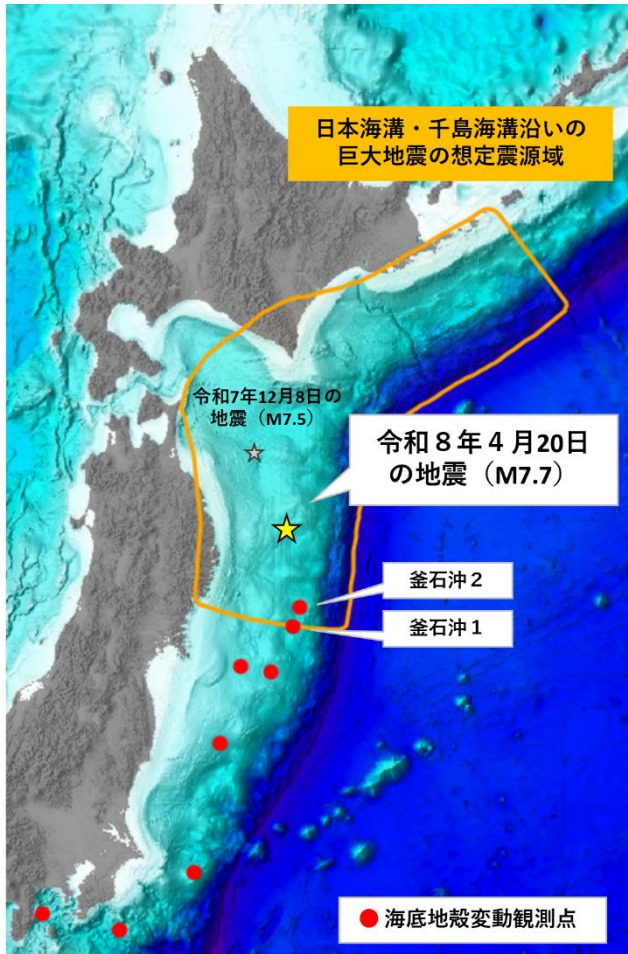 日本海溝・千島海溝沿いの
巨大地震の想定震源域
令和7年12月8日の
地震（M7.5）
令和８年４月20日
の地震（M7.7）
釜石沖２
釜石沖１
海底地殻変動観測点